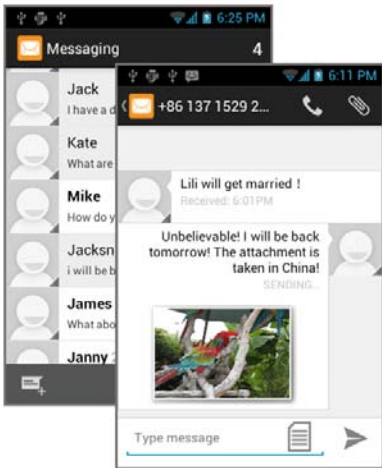 6:25 PM
Messaging
4
Jack
I have a d
Kate
What are
Mike
How do y
Jacksn
i will be b
James
What abo
Janny
6:11 PM
+86 137 1529 2...
Lili will get married !
Received: 6:01PM
Unbelievable! I will be back
tomorrow! The attachment is
taken in China!
SENDING...
Type message